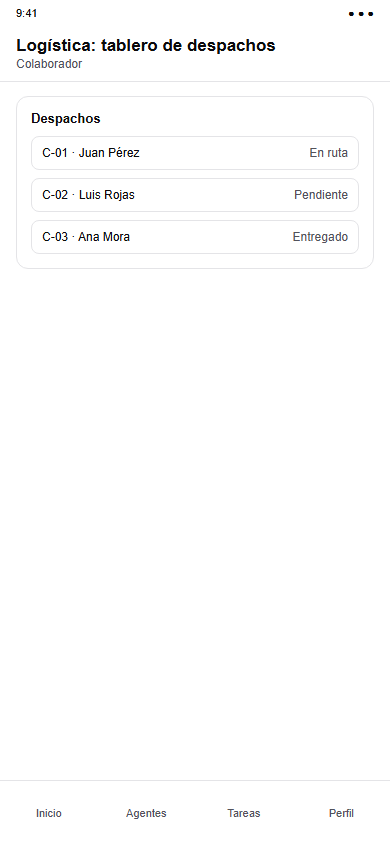 9:41
Logística: tablero de despachos
Colaborador
Despachos
C-01 · Juan Pérez En ruta
C-02 · Luis Rojas Pendiente
C-03 · Ana Mora Entregado
Inicio Agentes Tareas Perfil